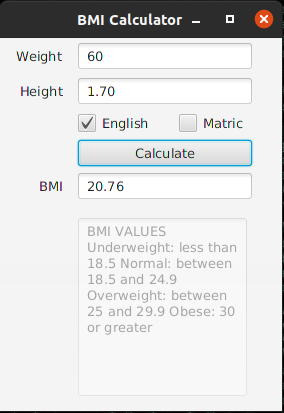 BMI Calculator
Weight 60
Height 1.70
English Matric
Calculate
BMI 20.76
BMI VALUES
Underweight: less than
18.5 Normal: between
18.5 and 24.9
Overweight: between
25 and 29.9 Obese: 30
or greater